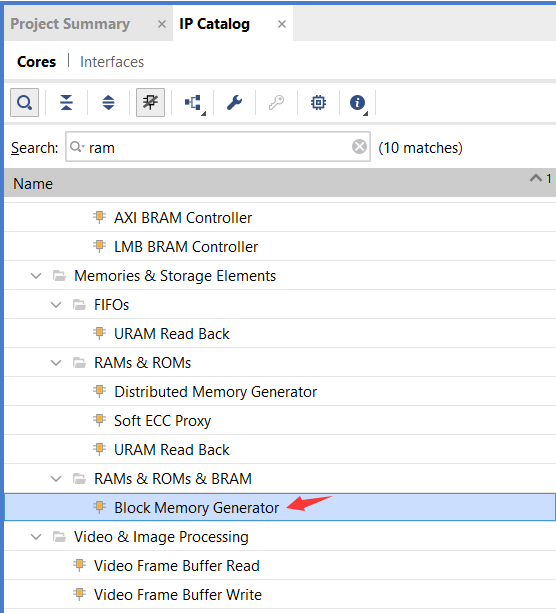 Project Summary × IP Catalog ×
Cores | Interfaces
Search: ram (10 matches)
Name 1
AXI BRAM Controller
LMB BRAM Controller
Memories & Storage Elements
FIFOs
URAM Read Back
RAMs & ROMs
Distributed Memory Generator
Soft ECC Proxy
URAM Read Back
RAMs & ROMs & BRAM
Block Memory Generator
Video & Image Processing
Video Frame Buffer Read
Video Frame Buffer Write